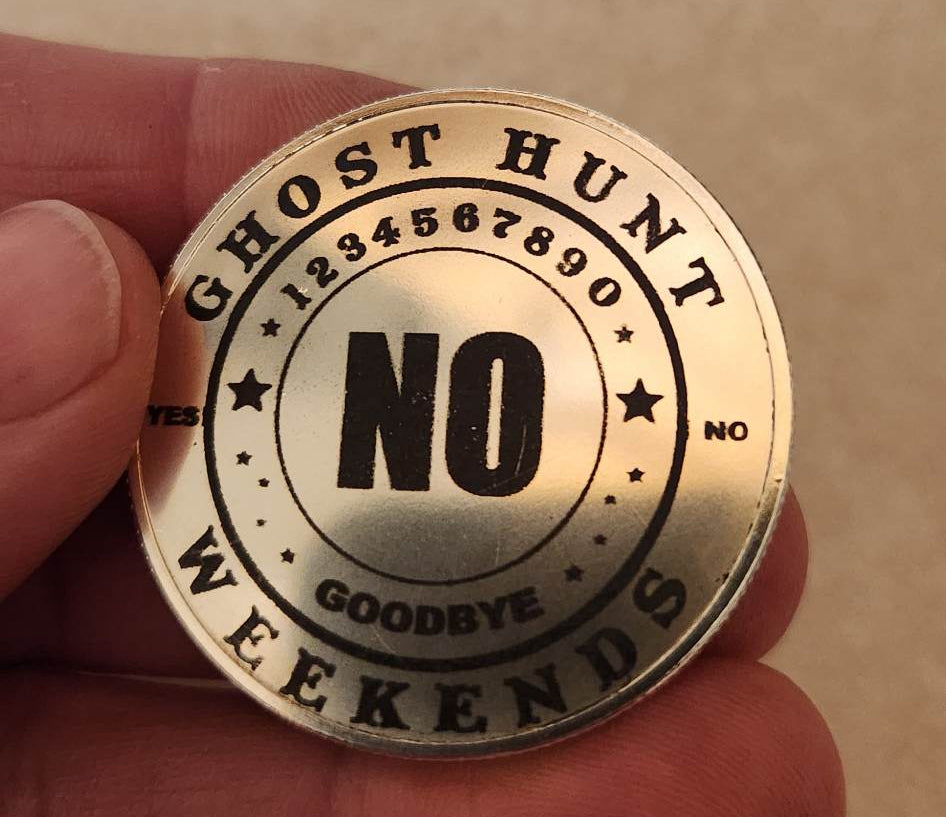 GHOST HUNT
1234567890
YES
NO
NO
GOODBYE
WEEKENDS